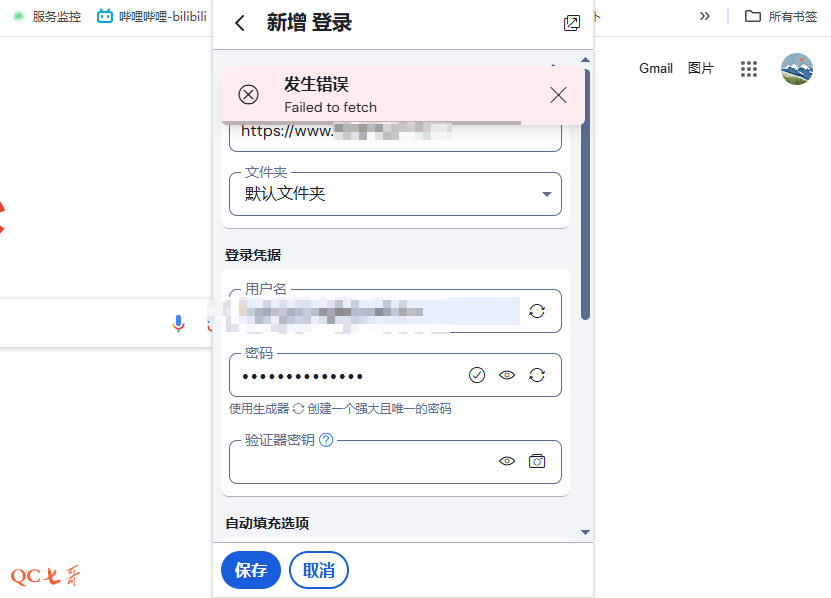 服务监控
哔哩哔哩-bilibili
新增 登录
所有书签
Gmail
图片
发生错误
Failed to fetch
https://www.
文件夹
默认文件夹
登录凭据
用户名
密码
••••••••••••••
使用生成器 创建一个强大且唯一的密码
验证器密钥
自动填充选项
保存
取消
QC七哥